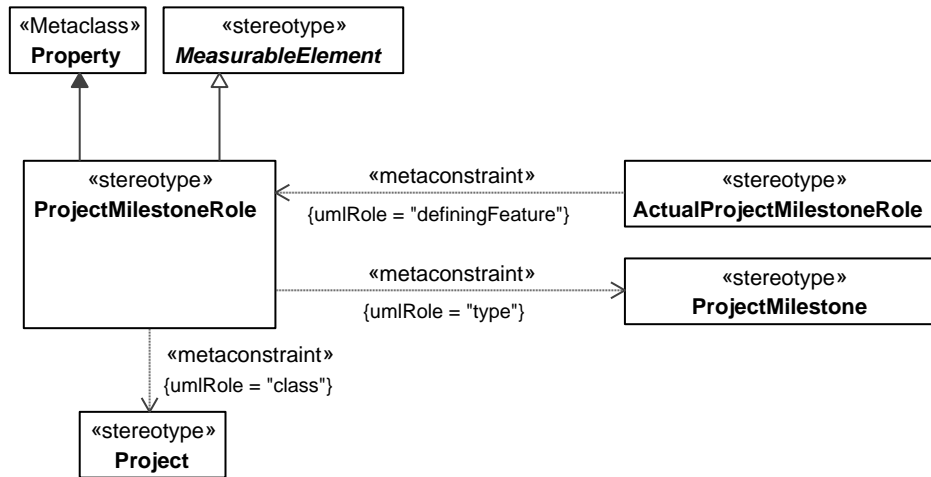 «Metaclass»
Property
«stereotype»
MeasurableElement
«stereotype»
ProjectMilestoneRole
«metaconstraint»
{umlRole = "definingFeature"}
«stereotype»
ActualProjectMilestoneRole
«metaconstraint»
{umlRole = "type"}
«stereotype»
ProjectMilestone
«metaconstraint»
{umlRole = "class"}
«stereotype»
Project